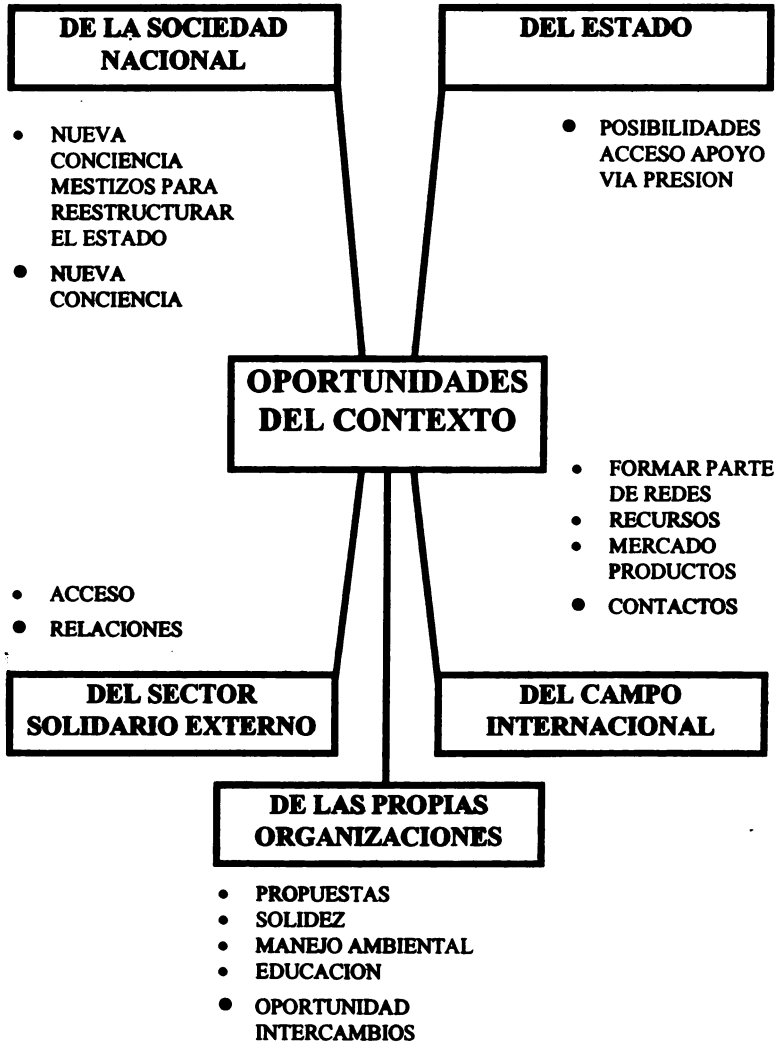 DE LA SOCIEDAD
NACIONAL
• NUEVA
CONCIENCIA
MESTIZOS PARA
REESTRUCTURAR
EL ESTADO
• NUEVA
CONCIENCIA
DEL ESTADO
• POSIBILIDADES
ACCESO APOYO
VIA PRESION
OPORTUNIDADES
DEL CONTEXTO
• ACCESO
• RELACIONES
DEL SECTOR
SOLIDARIO EXTERNO
• FORMAR PARTE
DE REDES
• RECURSOS
• MERCADO
PRODUCTOS
• CONTACTOS
DEL CAMPO
INTERNACIONAL
DE LAS PROPIAS
ORGANIZACIONES
• PROPUESTAS
• SOLIDEZ
• MANEJO AMBIENTAL
• EDUCACION
• OPORTUNIDAD
INTERCAMBIOS